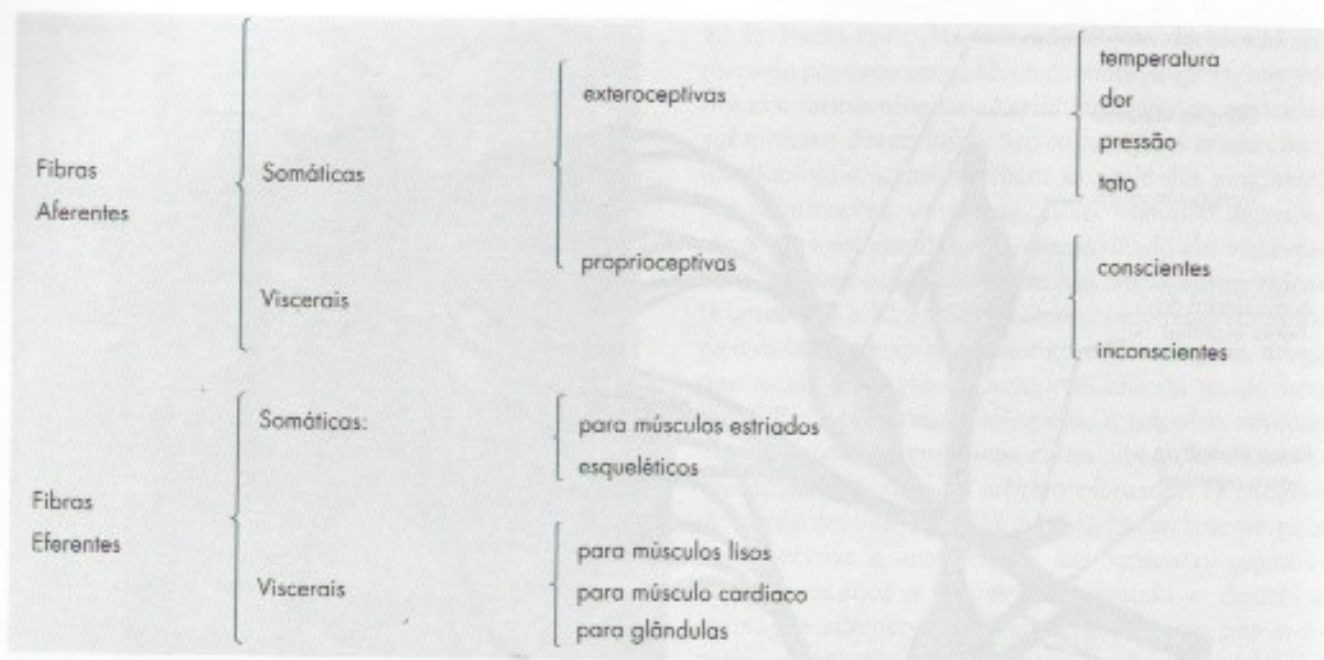 Fibras
Aferentes
Somáticas
Viscerais
exteroceptivas
proprioceptivas
temperatura
dor
pressão
tato
conscientes
inconscientes
Fibras
Eferentes
Somáticas:
Viscerais
para músculos estriados
esqueléticos
para músculos lisos
para músculo cardiaco
para glândulas